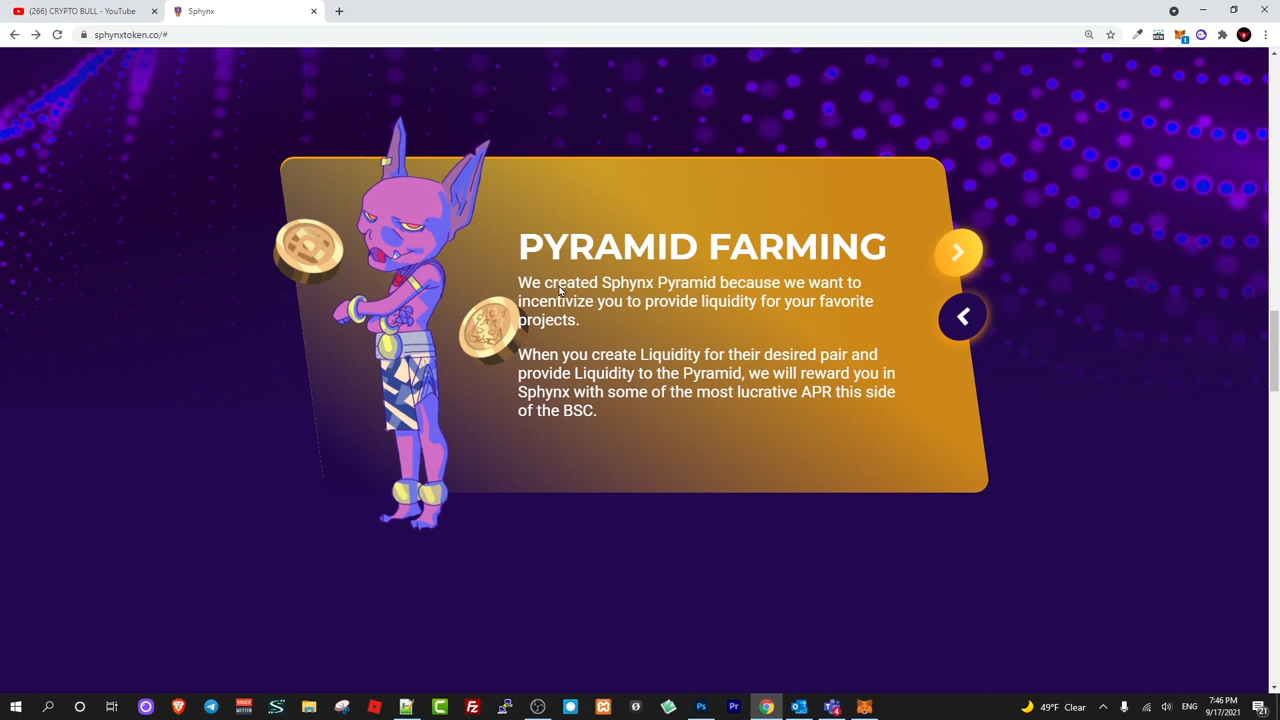 (266) CRYPTO BULL - YouTube
Sphynx
sphynxtoken.co/#
1
PYRAMID FARMING
We created Sphynx Pyramid because we want to
incentivize you to provide liquidity for your favorite
projects.
When you create Liquidity for their desired pair and
provide Liquidity to the Pyramid, we will reward you in
Sphynx with some of the most lucrative APR this side
of the BSC.
49°F Clear
7:46 PM
9/17/2021